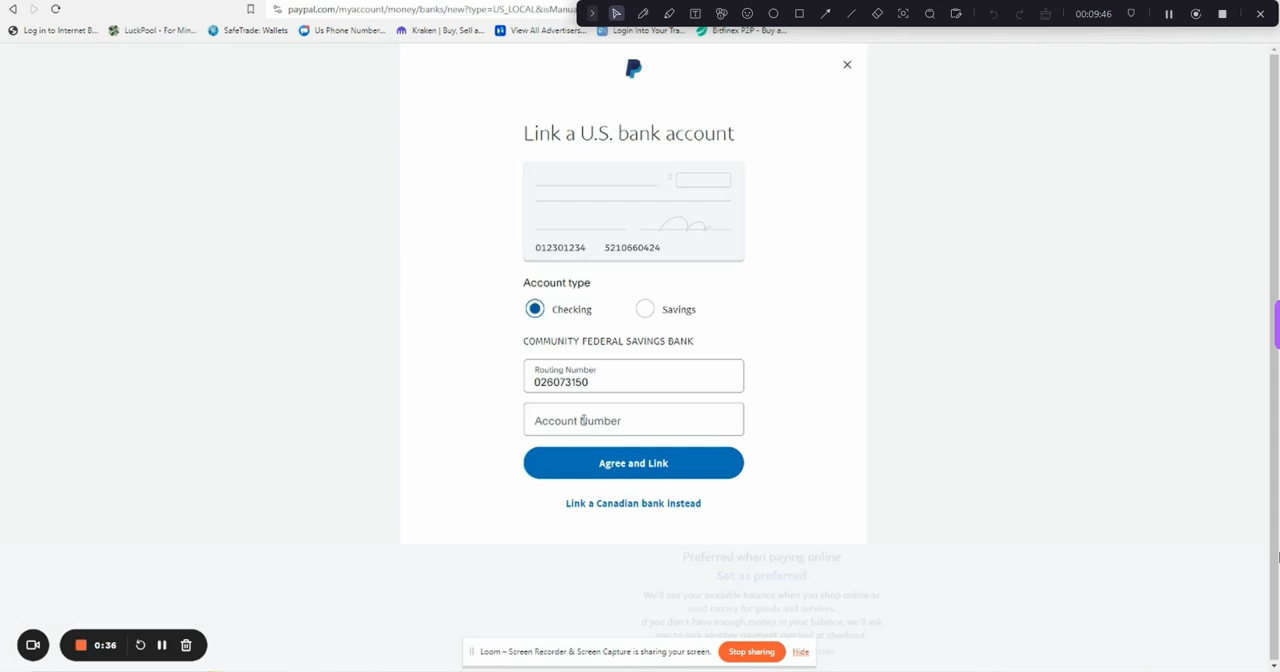 paypal.com/myaccount/money/banks/new?type=US_LOCAL&isManua
00:09:46
Log in to Internet B...
LuckPool - For Min...
SafeTrade: Wallets
Us Phone Number...
Kraken | Buy, Sell a...
View All Advertisers...
Login Into Your Tra...
Bitfinex P2P - Buy a...
Link a U.S. bank account
$
012301234 5210660424
Account type
Checking Savings
COMMUNITY FEDERAL SAVINGS BANK
Routing Number
026073150
Account Number
Agree and Link
Link a Canadian bank instead
Preferred when paying online
Set as preferred
We'll use your available balance when you shop online or
send money for goods and services.
If you don't have enough money in your balance, we'll ask
you to pick another payment method at checkout.
0:36
Loom – Screen Recorder & Screen Capture is sharing your screen.
Stop sharing
Hide